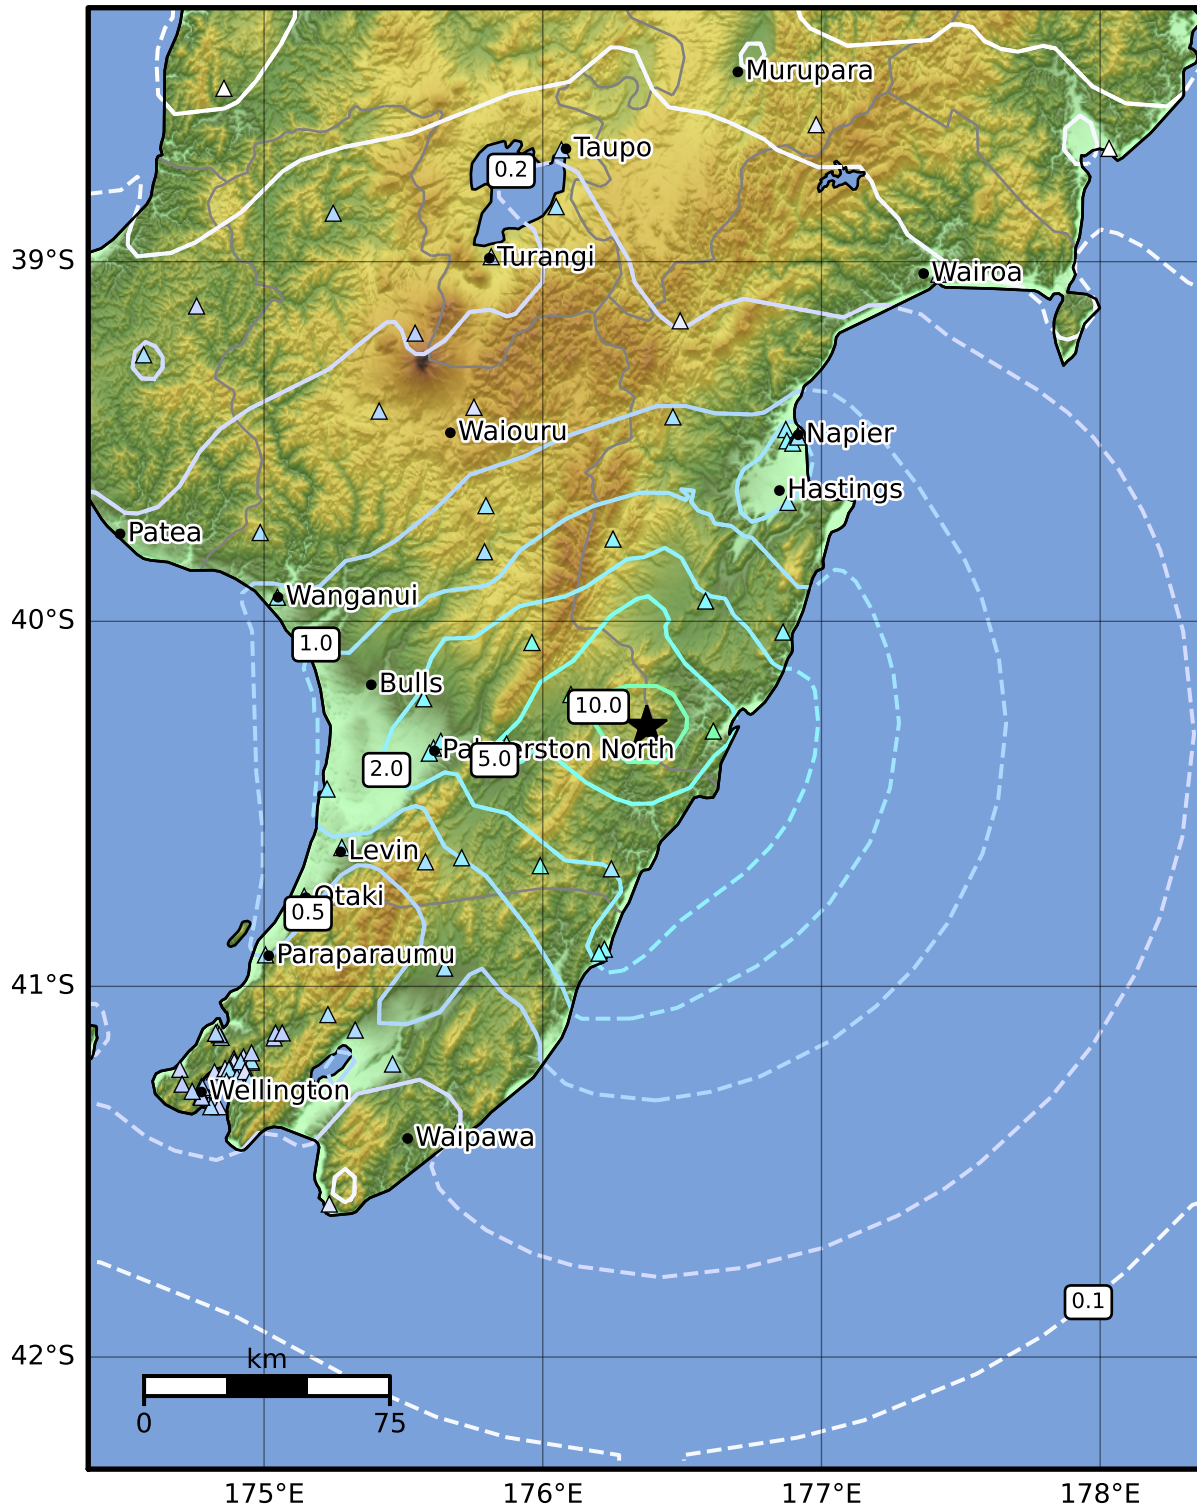 Murupara
Taupo
0.2
39°S
Turangi
Wairoa
Napier
Waiouru
Hastings
Patea
Wanganui
40°S
1.0
Bulls
10.0
Palmerston North
5.0
2.0
Levin
Otaki
0.5
Paraparaumu
41°S
Wellington
Waipawa
0.1
42°S
km
0 75
175°E 176°E 177°E 178°E